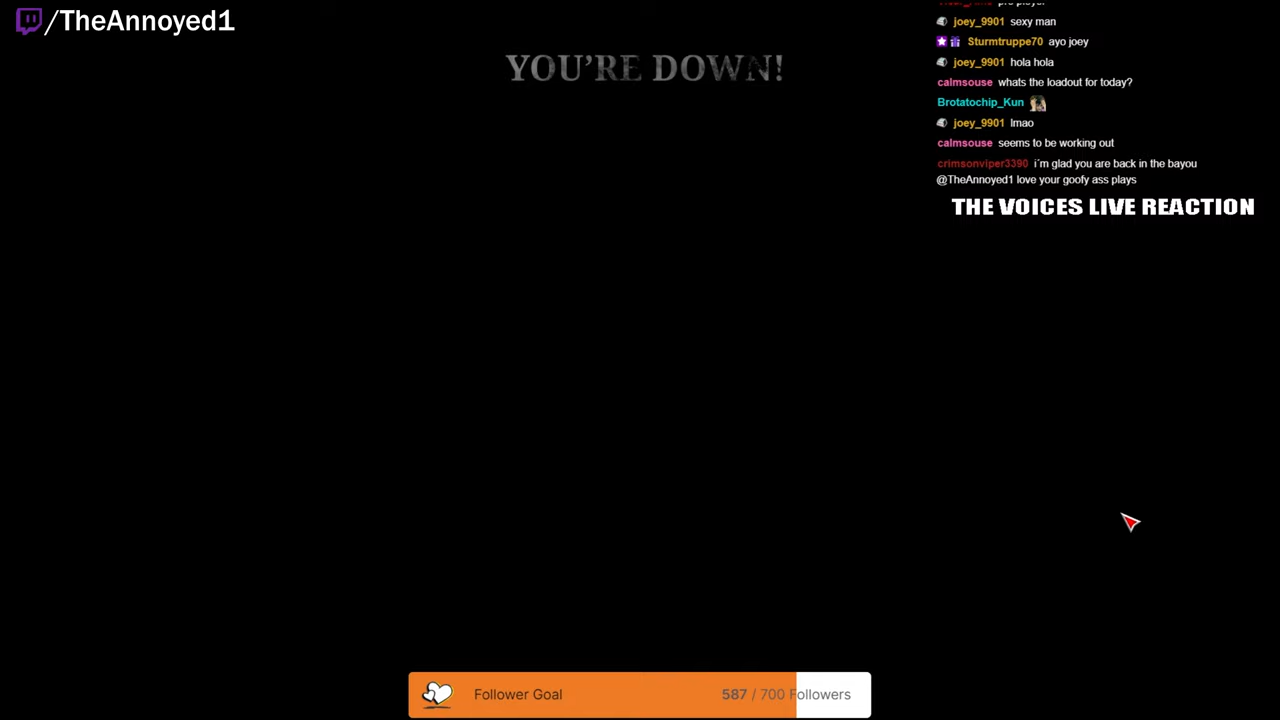 /TheAnnoyed1
YOU'RE DOWN!
joey_9901 sexy man
Sturmtruppe70 ayo joey
joey_9901 hola hola
calmsouse whats the loadout for today?
Brotatochip_Kun
joey_9901 lmao
calmsouse seems to be working out
crimsonviper3390 i´m glad you are back in the bayou
@TheAnnoyed1 love your goofy ass plays
THE VOICES LIVE REACTION
Follower Goal 587 / 700 Followers